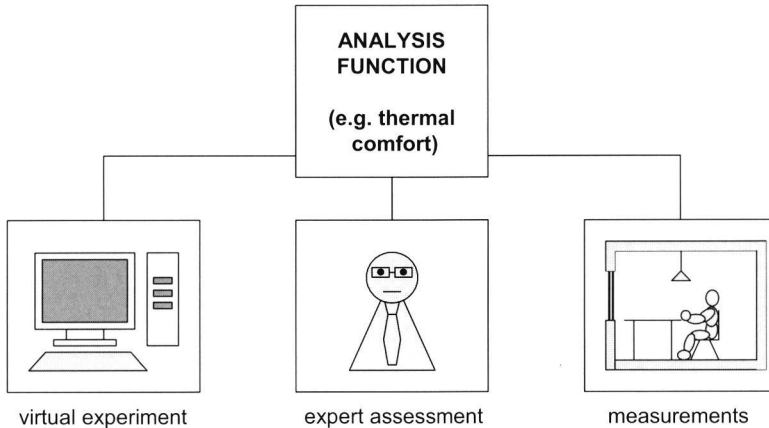 ANALYSIS
FUNCTION
(e.g. thermal
comfort)
virtual experiment
expert assessment
measurements